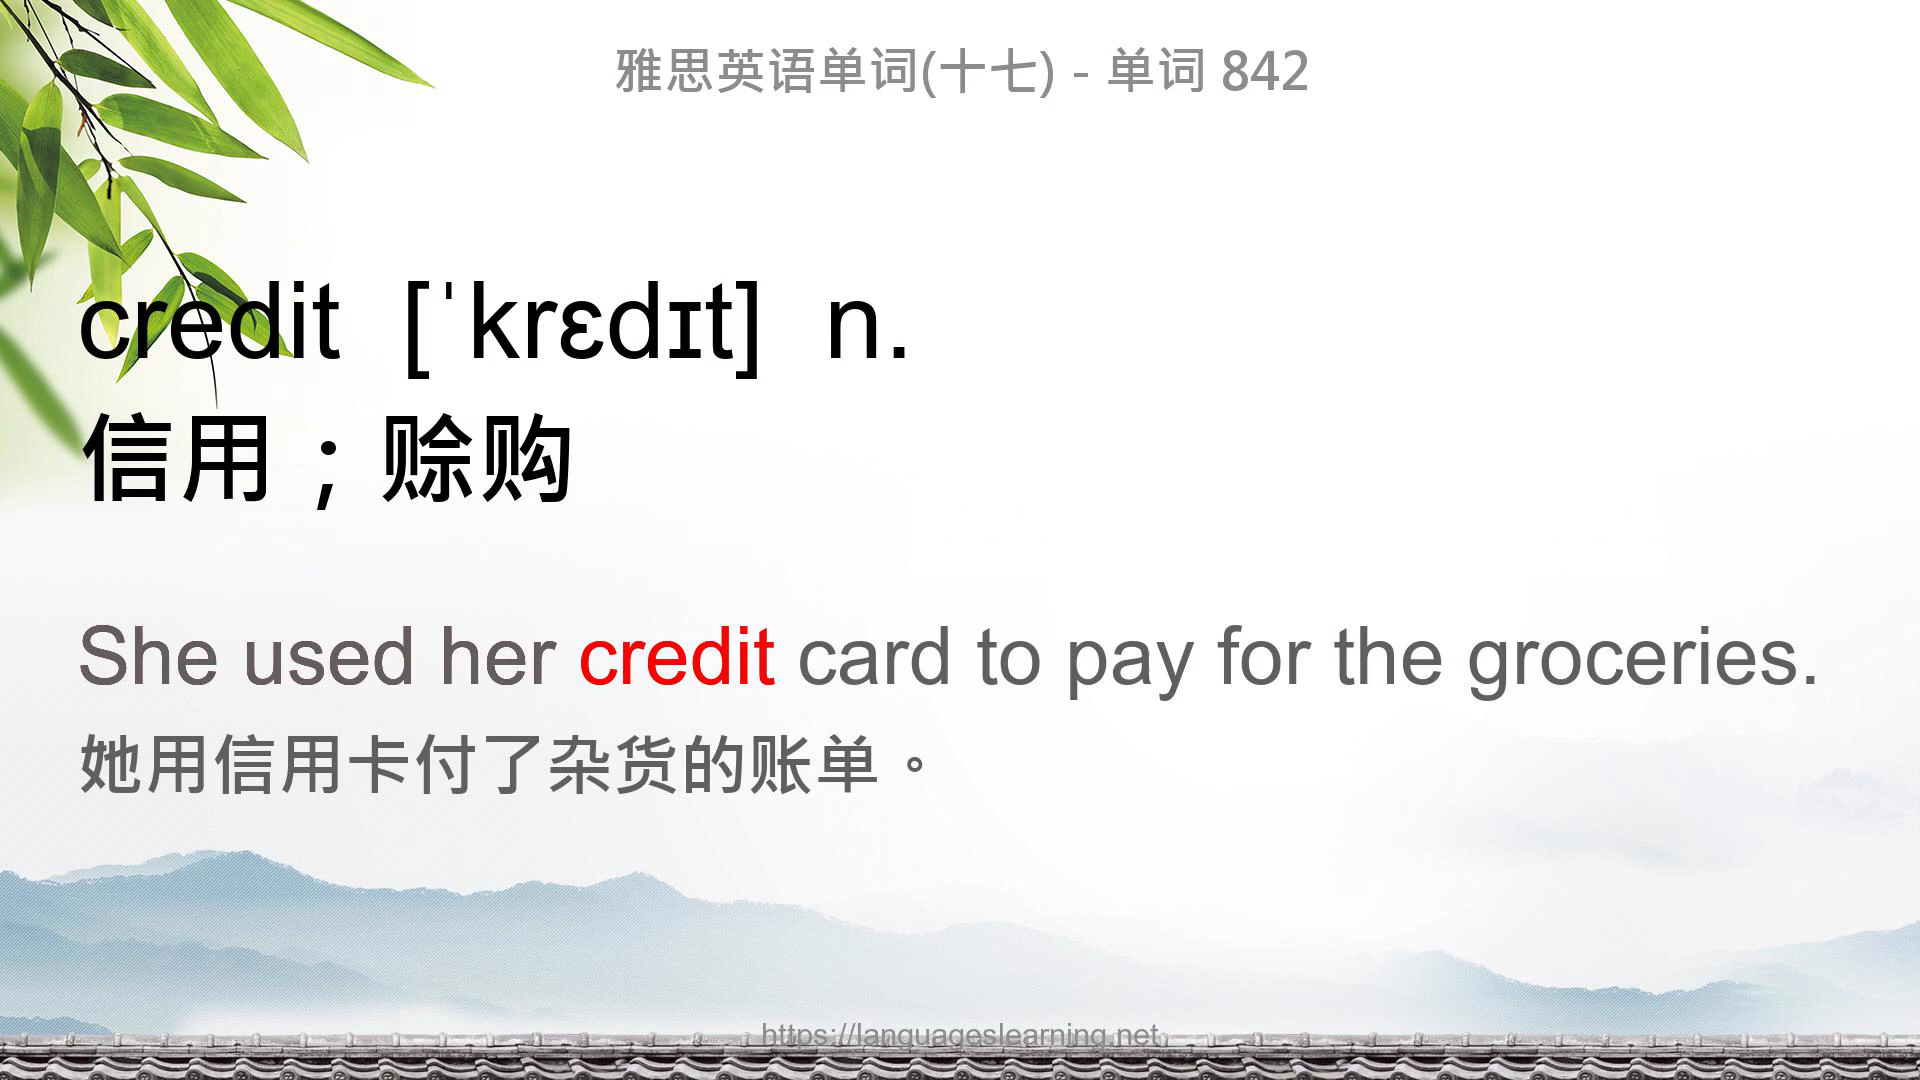 雅思英语单词(十七) - 单词 842
credit [ˈkrɛdɪt] n.
信用；赊购
She used her credit card to pay for the groceries.
她用信用卡付了杂货的账单。
https://languageslearning.net